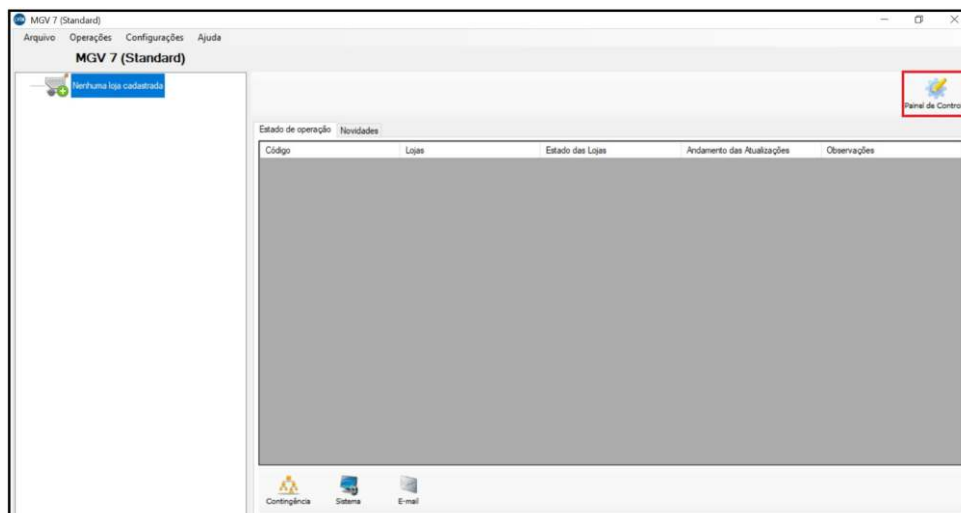 MGV 7 (Standard)
Arquivo Operações Configurações Ajuda
MGV 7 (Standard)
Nenhuma loja cadastrada
Painel de Contro
Estado de operação Novidades
Código Lojas Estado das Lojas Andamento das Atualizações Observações
Contingência Sistema E-mail